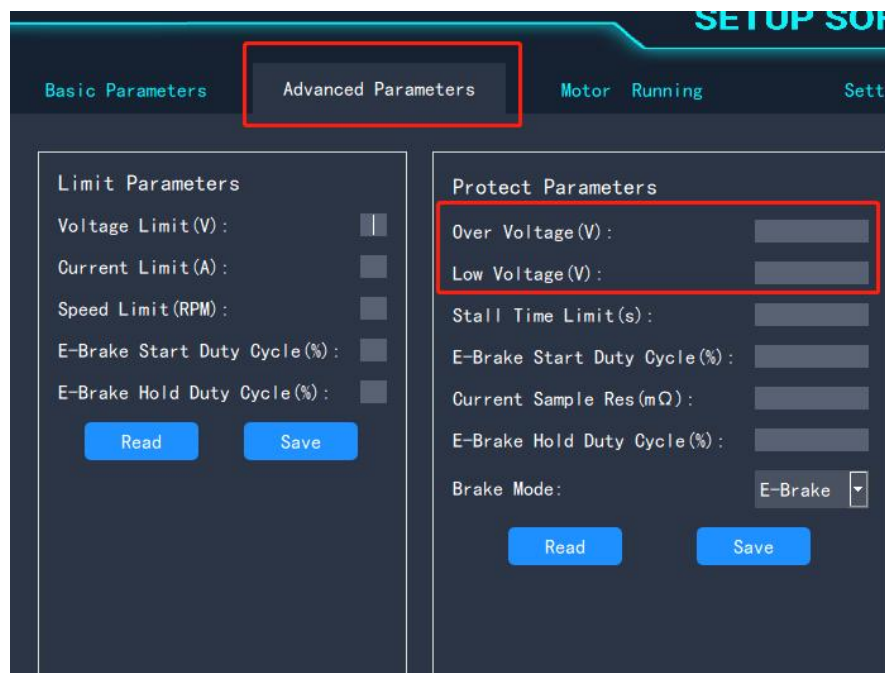 SETUP
Basic Parameters
Advanced Parameters
Motor Running
Limit Parameters
Voltage Limit(V):
Current Limit(A):
Speed Limit(RPM):
E-Brake Start Duty Cycle(%):
E-Brake Hold Duty Cycle(%):
Read
Save
Protect Parameters
Over Voltage(V):
Low Voltage(V):
Stall Time Limit(s):
E-Brake Start Duty Cycle(%):
Current Sample Res(mΩ):
E-Brake Hold Duty Cycle(%):
Brake Mode:
E-Brake
Read
Save